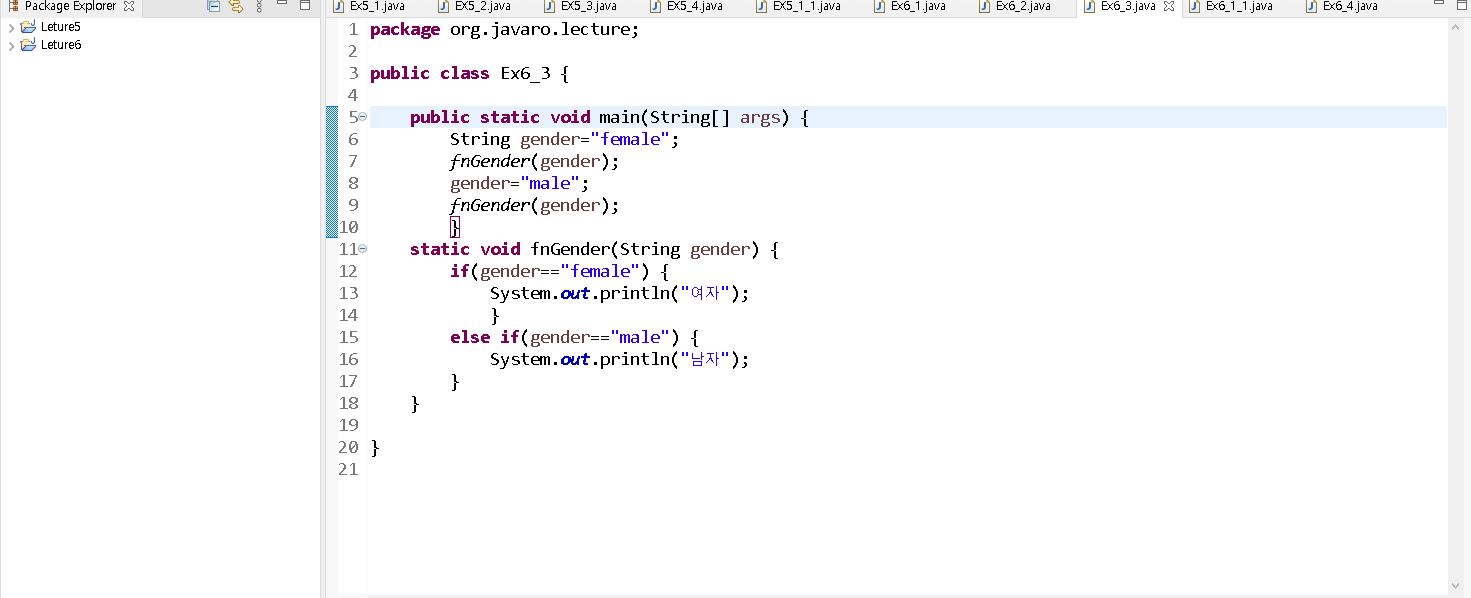 Package Explorer
Leture5
Leture6
Ex5_1.java EX5_2.java EX5_3.java EX5_4.java EX5_1_1.java Ex6_1.java Ex6_2.java Ex6_3.java Ex6_1_1.java Ex6_4.java
1 package org.javaro.lecture;
2
3 public class Ex6_3 {
4
5 public static void main(String[] args) {
6 String gender="female";
7 fnGender(gender);
8 gender="male";
9 fnGender(gender);
10 }
11 static void fnGender(String gender) {
12 if(gender=="female") {
13 System.out.println("여자");
14 }
15 else if(gender=="male") {
16 System.out.println("남자");
17 }
18 }
19
20 }
21